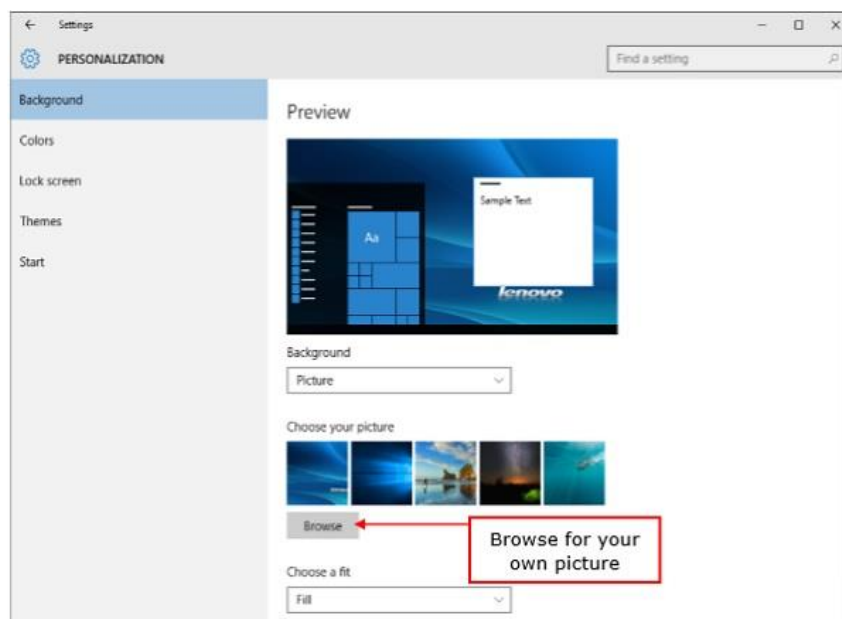 Settings
PERSONALIZATION
Find a setting
Background
Colors
Lock screen
Themes
Start
Preview
Aa
Sample Text
lenovo
Background
Picture
Choose your picture
Browse
Browse for your
own picture
Choose a fit
Fill